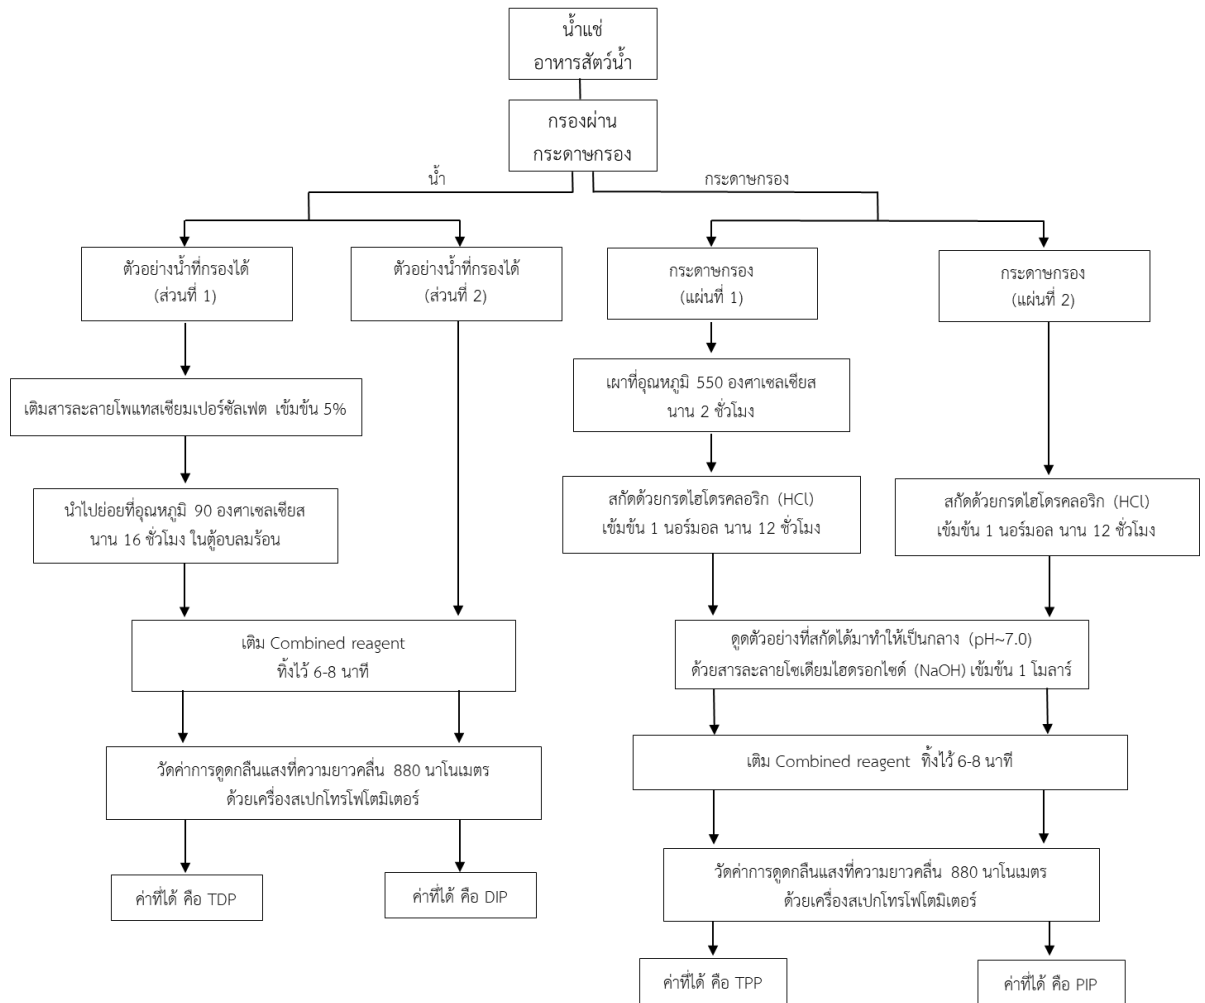 น้ำแช่
อาหารสัตว์น้ำ
กรองผ่าน
กระดาษกรอง
น้ำ
กระดาษกรอง
ตัวอย่างน้ำที่กรองได้
(ส่วนที่ 1)
ตัวอย่างน้ำที่กรองได้
(ส่วนที่ 2)
กระดาษกรอง
(แผ่นที่ 1)
กระดาษกรอง
(แผ่นที่ 2)
เติมสารละลายโพแทสเซียมเปอร์ซัลเฟต เข้มข้น 5%
เผาที่อุณหภูมิ 550 องศาเซลเซียส
นาน 2 ชั่วโมง
นำไปย่อยที่อุณหภูมิ 90 องศาเซลเซียส
นาน 16 ชั่วโมง ในตู้อบลมร้อน
สกัดด้วยกรดไฮโดรคลอริก (HCl)
เข้มข้น 1 นอร์มอล นาน 12 ชั่วโมง
สกัดด้วยกรดไฮโดรคลอริก (HCl)
เข้มข้น 1 นอร์มอล นาน 12 ชั่วโมง
เติม Combined reagent
ทิ้งไว้ 6-8 นาที
ดูดตัวอย่างที่สกัดได้มาทำให้เป็นกลาง (pH~7.0)
ด้วยสารละลายโซเดียมไฮดรอกไซด์ (NaOH) เข้มข้น 1 โมลาร์
วัดค่าการดูดกลืนแสงที่ความยาวคลื่น 880 นาโนเมตร
ด้วยเครื่องสเปกโทรโฟโตมิเตอร์
เติม Combined reagent ทิ้งไว้ 6-8 นาที
ค่าที่ได้ คือ TDP
ค่าที่ได้ คือ DIP
วัดค่าการดูดกลืนแสงที่ความยาวคลื่น 880 นาโนเมตร
ด้วยเครื่องสเปกโทรโฟโตมิเตอร์
ค่าที่ได้ คือ TPP
ค่าที่ได้ คือ PIP